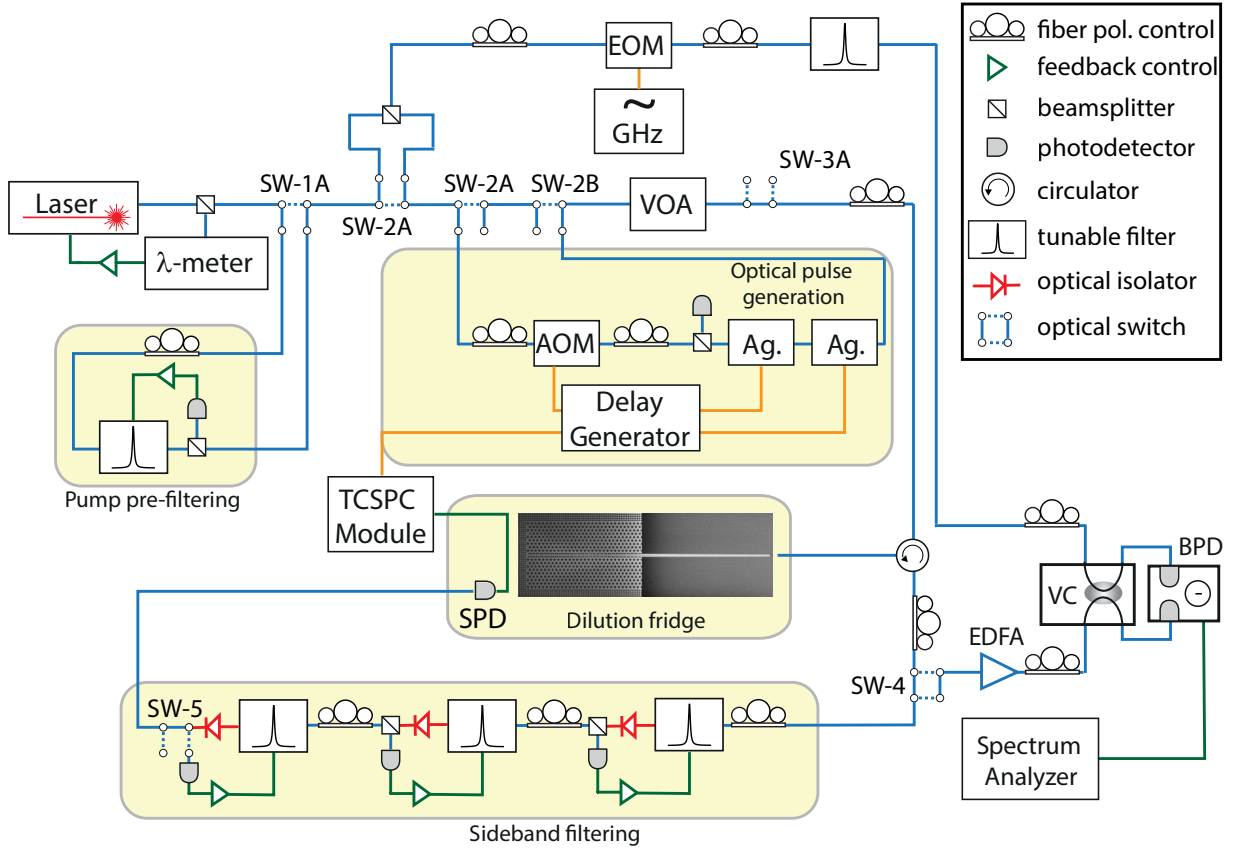 fiber pol. control
feedback control
beamsplitter
photodetector
circulator
tunable filter
optical isolator
optical switch
EOM
~
GHz
Laser
λ-meter
SW-1A
SW-2A
SW-2A
SW-2B
VOA
SW-3A
Optical pulse
generation
AOM
Ag.
Ag.
Delay
Generator
Pump pre-filtering
TCSPC
Module
SPD
Dilution fridge
VC
BPD
-
EDFA
SW-4
SW-5
Sideband filtering
Spectrum
Analyzer